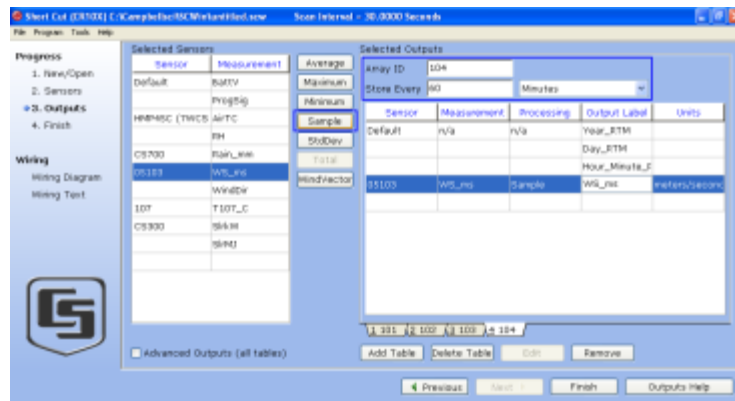 Short Cut (CR10X) C:\Campbellsci\SCWin\untitled.scw Scan Interval = 30.0000 Seconds
File Program Tools Help
Progress
1. New/Open
2. Sensors
3. Outputs
4. Finish
Wiring
Wiring Diagram
Wiring Text
Selected Sensors
Sensor Measurement
Default BattV
ProgSig
HMP45C (TWCS AirTC
RH
CS700 Rain_mm
05103 WS_ms
WindDir
107 T107_C
CS300 SlrkW
SlrMJ
Advanced Outputs (all tables)
Average
Maximum
Minimum
Sample
StdDev
Total
WindVector
Selected Outputs
Array ID 104
Store Every 60 Minutes
Sensor Measurement Processing Output Label Units
Default n/a n/a Year_RTM
Day_RTM
Hour_Minute_R
05103 WS_ms Sample WS_ms meters/second
1 101 2 102 3 103 4 104
Add Table Delete Table Edit Remove
Previous Next Finish Outputs Help